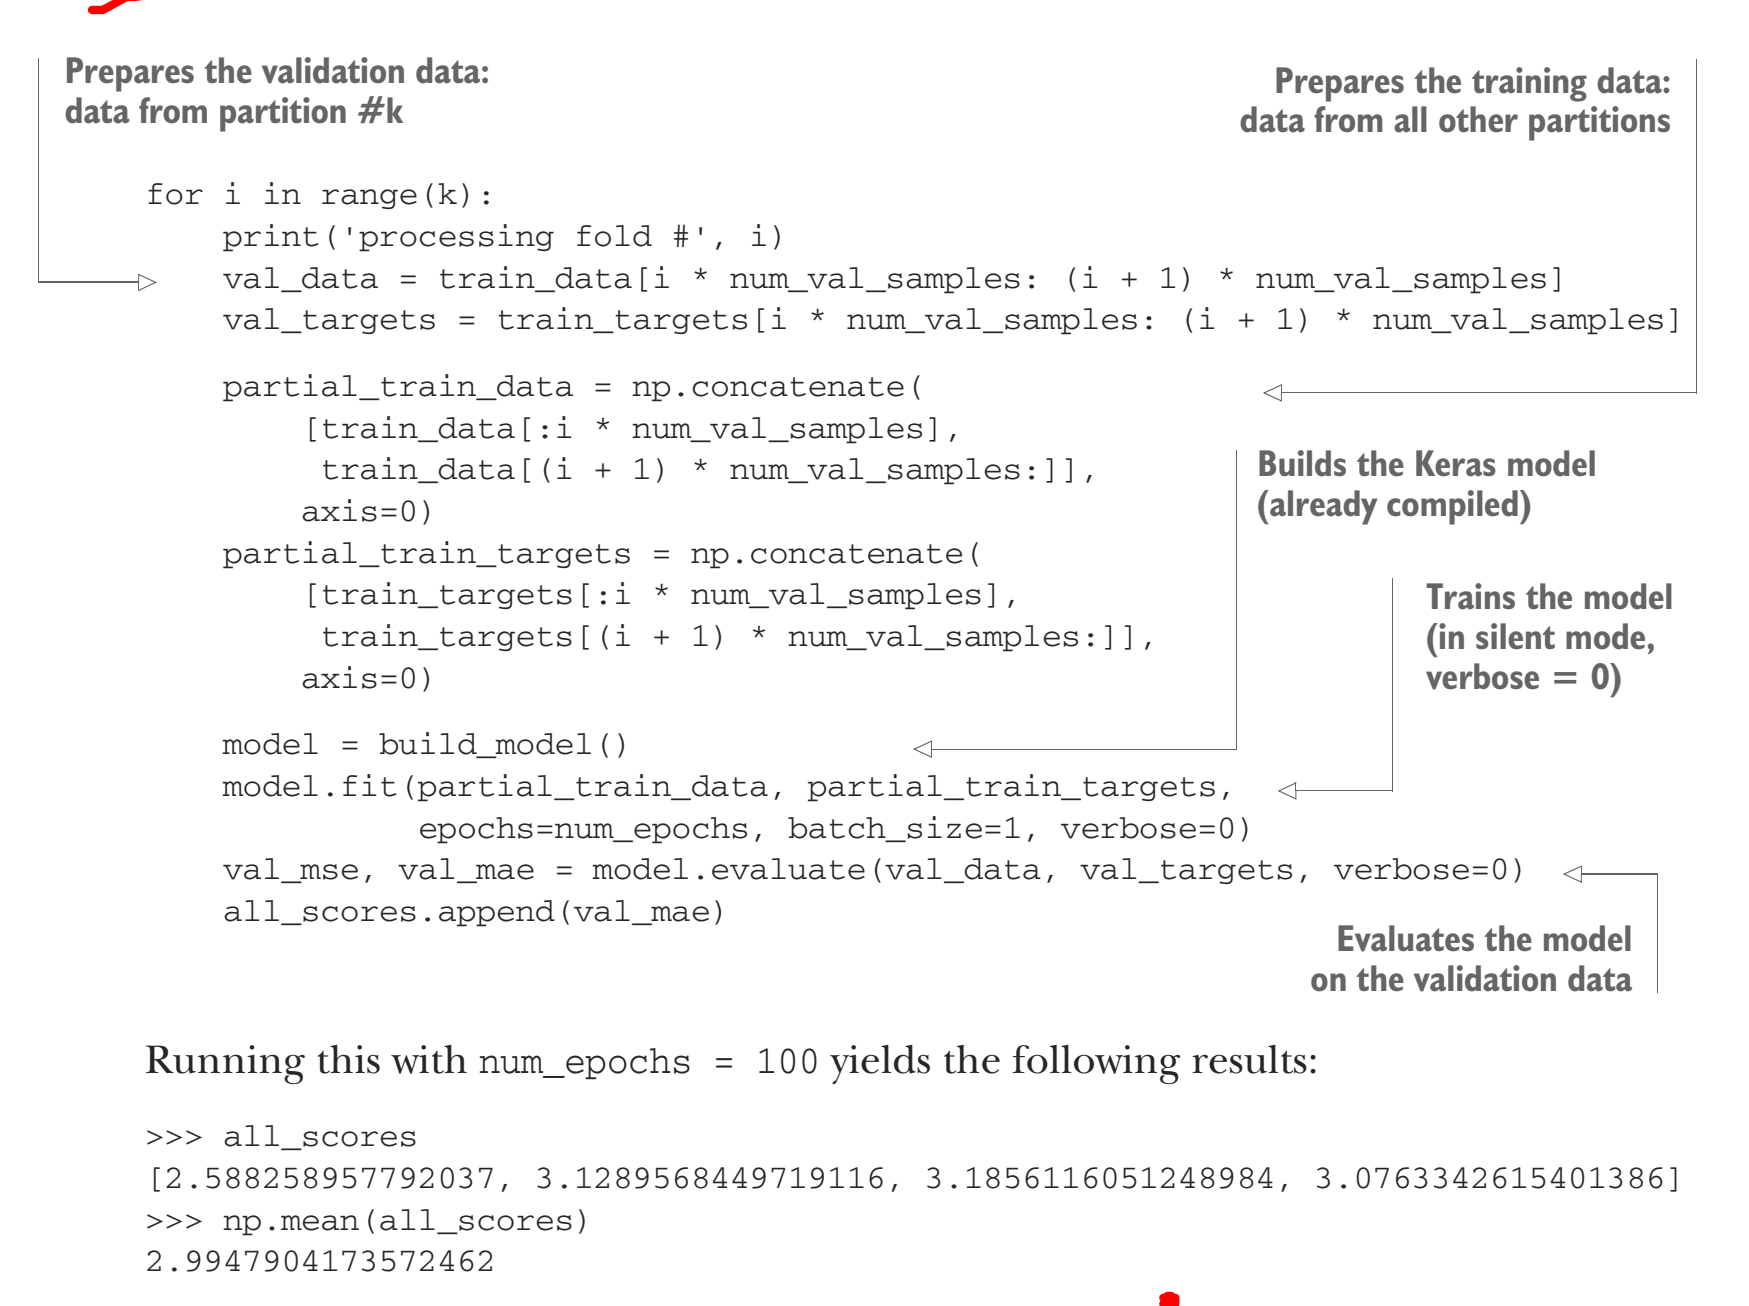 Prepares the validation data:
data from partition #k
Prepares the training data:
data from all other partitions
for i in range(k):
    print('processing fold #', i)
    val_data = train_data[i * num_val_samples: (i + 1) * num_val_samples]
    val_targets = train_targets[i * num_val_samples: (i + 1) * num_val_samples]
    partial_train_data = np.concatenate(
        [train_data[:i * num_val_samples],
         train_data[(i + 1) * num_val_samples:]],
        axis=0)
    partial_train_targets = np.concatenate(
        [train_targets[:i * num_val_samples],
         train_targets[(i + 1) * num_val_samples:]],
        axis=0)
Builds the Keras model
(already compiled)
Trains the model
(in silent mode,
verbose = 0)
    model = build_model()
    model.fit(partial_train_data, partial_train_targets,
              epochs=num_epochs, batch_size=1, verbose=0)
    val_mse, val_mae = model.evaluate(val_data, val_targets, verbose=0)
    all_scores.append(val_mae)
Evaluates the model
on the validation data
Running this with num_epochs = 100 yields the following results:
>>> all_scores
[2.588258957792037, 3.1289568449719116, 3.1856116051248984, 3.0763342615401386]
>>> np.mean(all_scores)
2.9947904173572462